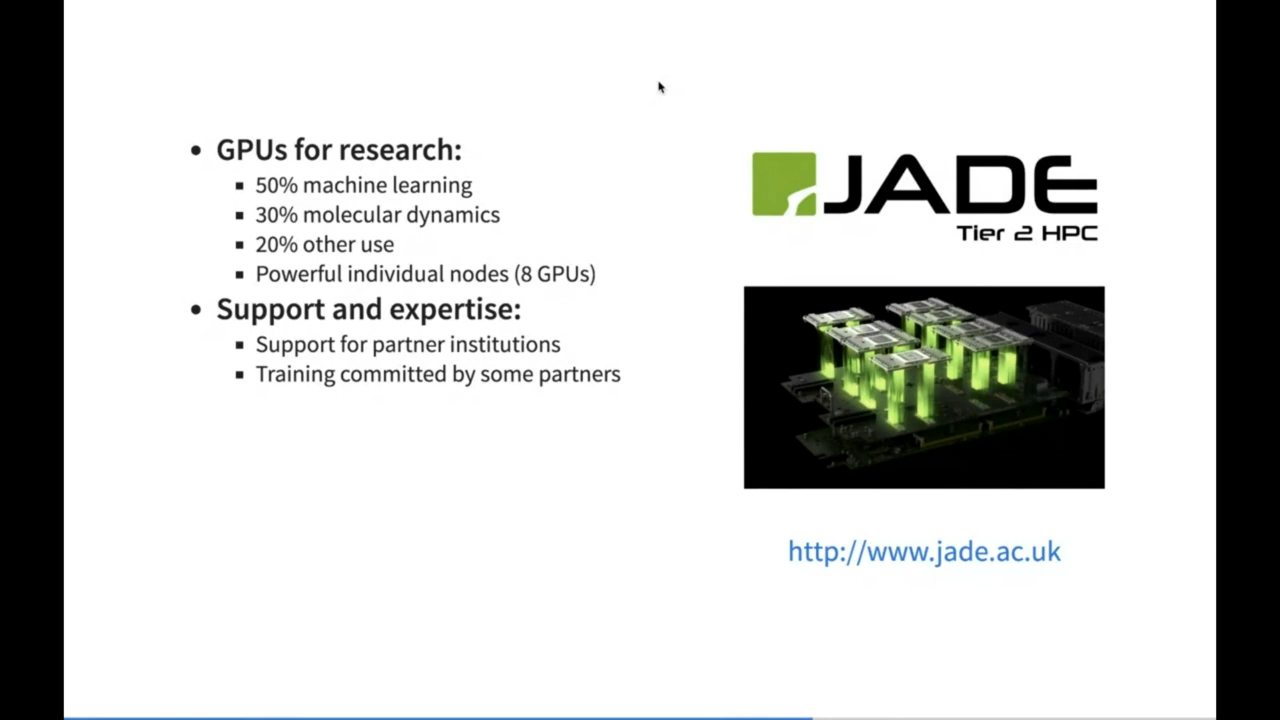 GPUs for research:
50% machine learning
30% molecular dynamics
20% other use
Powerful individual nodes (8 GPUs)
Support and expertise:
Support for partner institutions
Training committed by some partners
JADE
Tier 2 HPC
http://www.jade.ac.uk